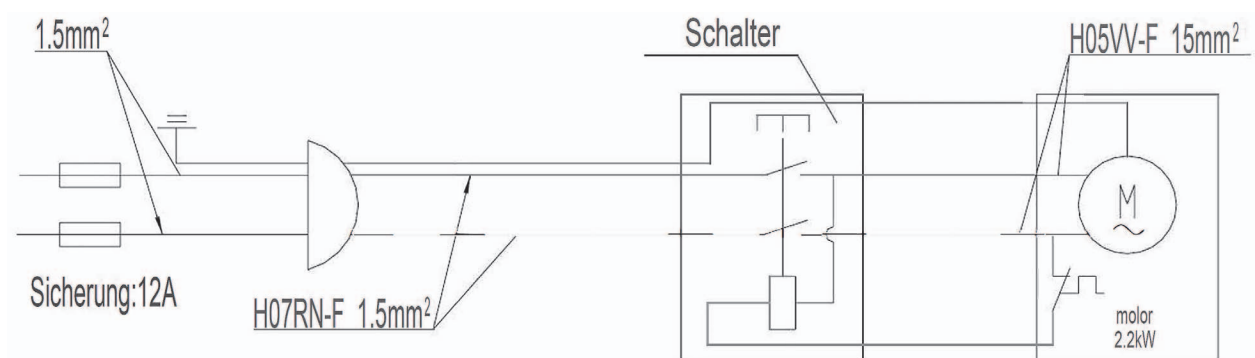 1.5mm²
Schalter
H05VV-F 15mm²
M
Sicherung:12A
H07RN-F 1.5mm²
molor
2.2kW